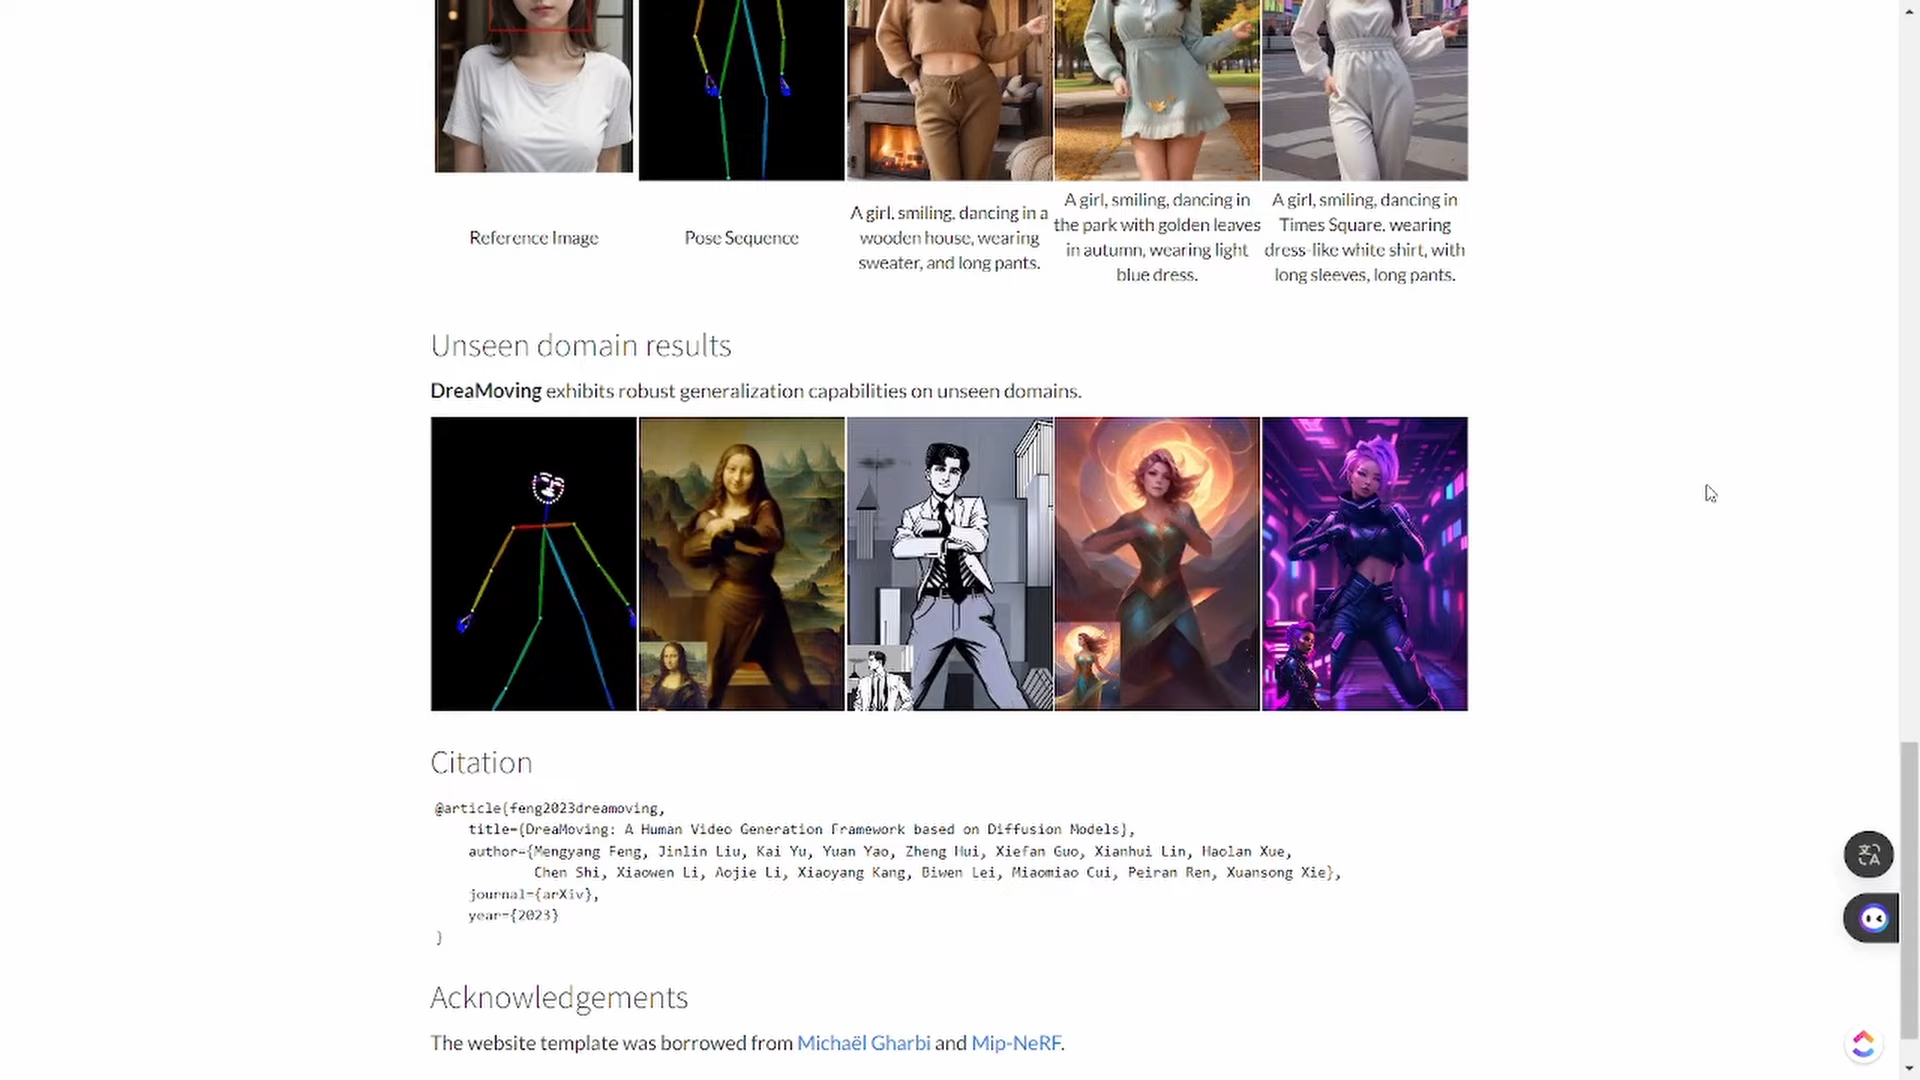 Reference Image
Pose Sequence
A girl, smiling, dancing in a
wooden house, wearing
sweater, and long pants.
A girl, smiling, dancing in
the park with golden leaves
in autumn, wearing light
blue dress.
A girl, smiling, dancing in
Times Square, wearing
dress-like white shirt, with
long sleeves, long pants.
Unseen domain results
DreaMoving exhibits robust generalization capabilities on unseen domains.
Citation
@article{feng2023dreamoving,
title={DreaMoving: A Human Video Generation Framework based on Diffusion Models},
author={Mengyang Feng, Jinlin Liu, Kai Yu, Yuan Yao, Zheng Hui, Xiefan Guo, Xianhui Lin, Haolan Xue,
Chen Shi, Xiaowen Li, Aojie Li, Xiaoyang Kang, Biwen Lei, Miaomiao Cui, Peiran Ren, Xuansong Xie},
journal={arXiv},
year={2023}
}
Acknowledgements
The website template was borrowed from Michaël Gharbi and Mip-NeRF.